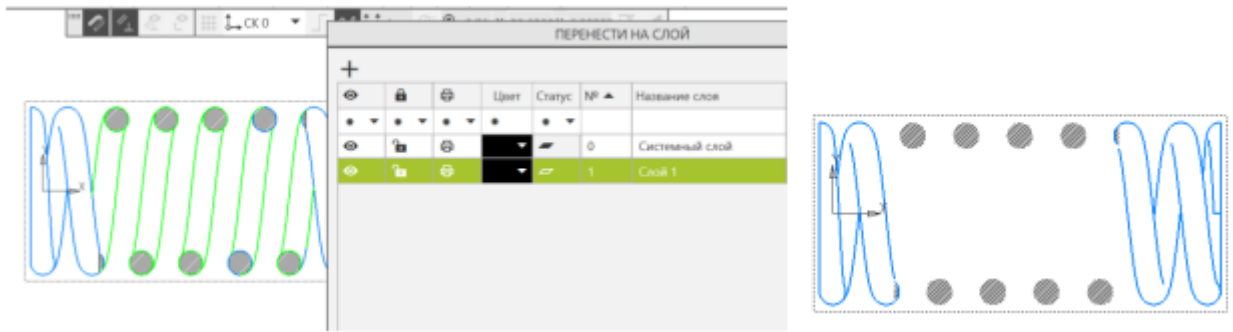 СК 0
ПЕРЕНЕСТИ НА СЛОЙ
Цвет Статус № Название слоя
0 Системный слой
1 Слой 1
X
Y
X